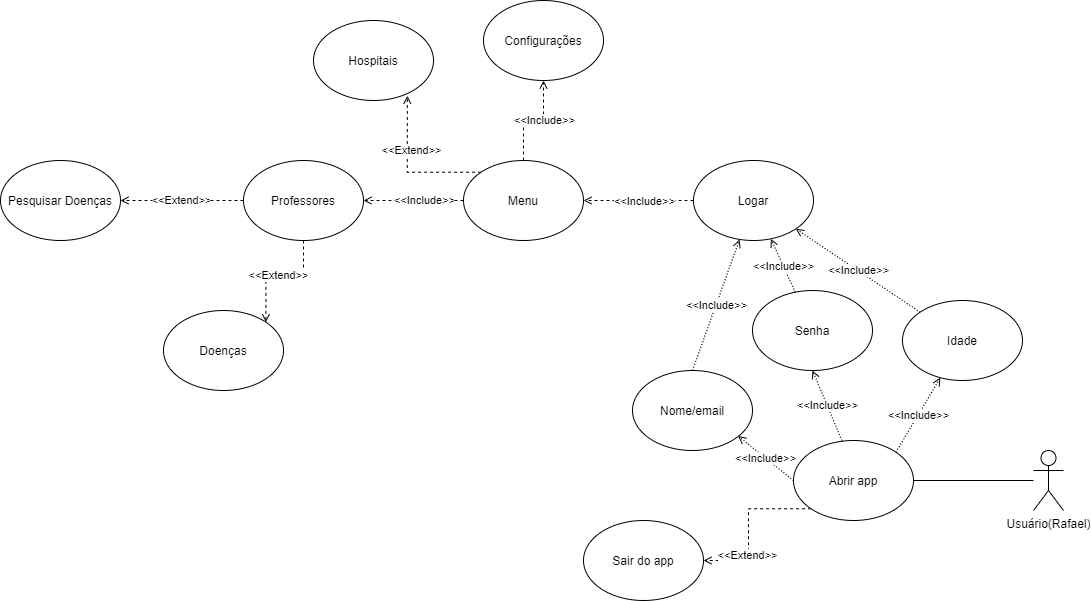 Configurações
Hospitais
<<Include>>
<<Extend>>
Pesquisar Doenças
<<Extend>>
Professores
<<Include>>
Menu
<<Include>>
Logar
<<Extend>>
<<Include>>
<<Include>>
<<Include>>
Doenças
Senha
Idade
Nome/email
<<Include>>
<<Include>>
<<Include>>
Abrir app
Usuário(Rafael)
Sair do app
<<Extend>>